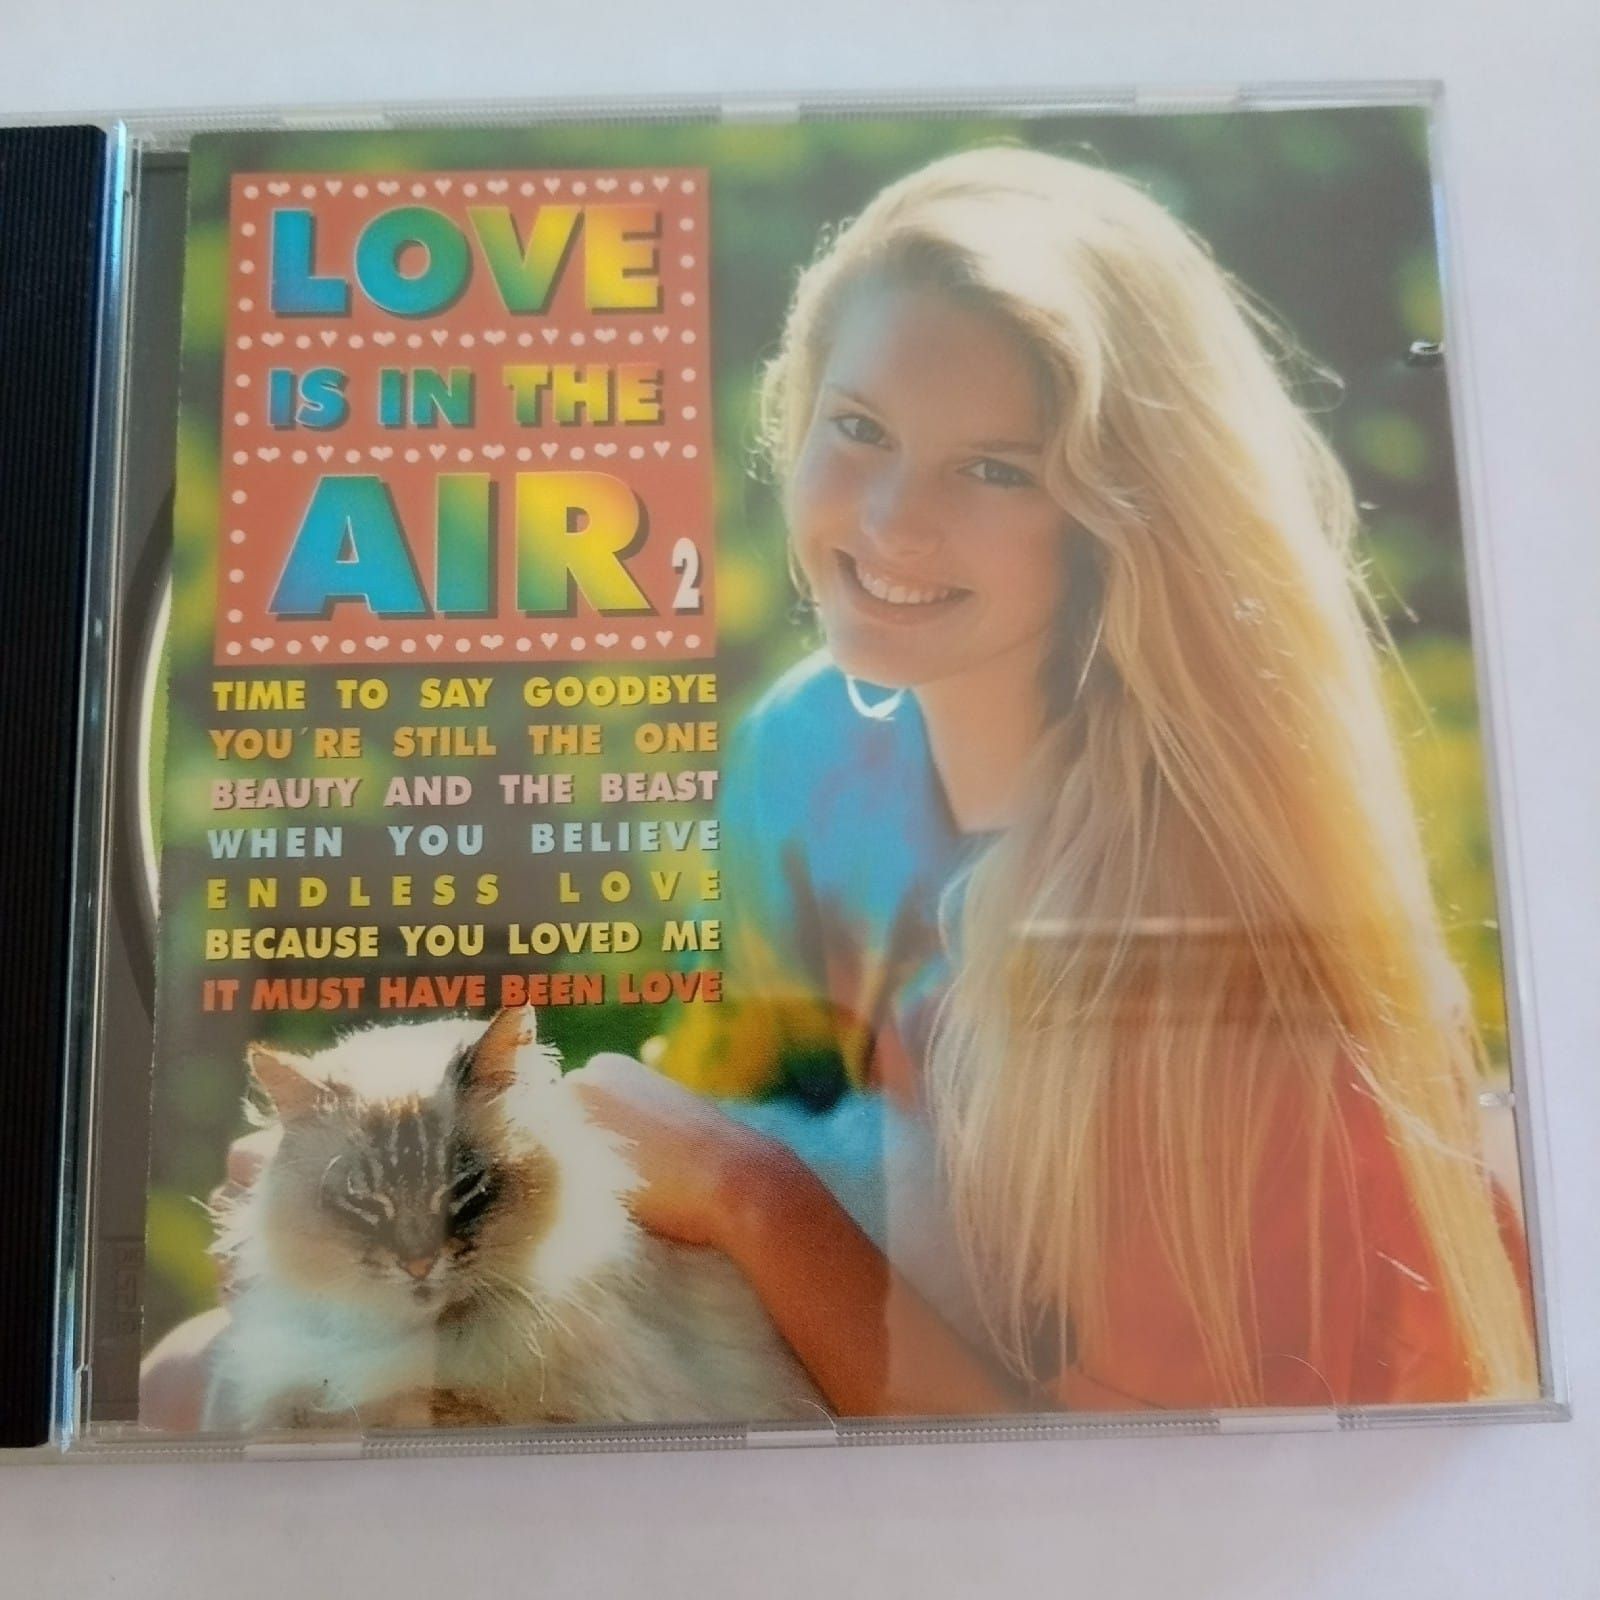 LOVE
IS IN THE
AIR 2
TIME TO SAY GOODBYE
YOU´RE STILL THE ONE
BEAUTY AND THE BEAST
WHEN YOU BELIEVE
ENDLESS LOVE
BECAUSE YOU LOVED ME
IT MUST HAVE BEEN LOVE